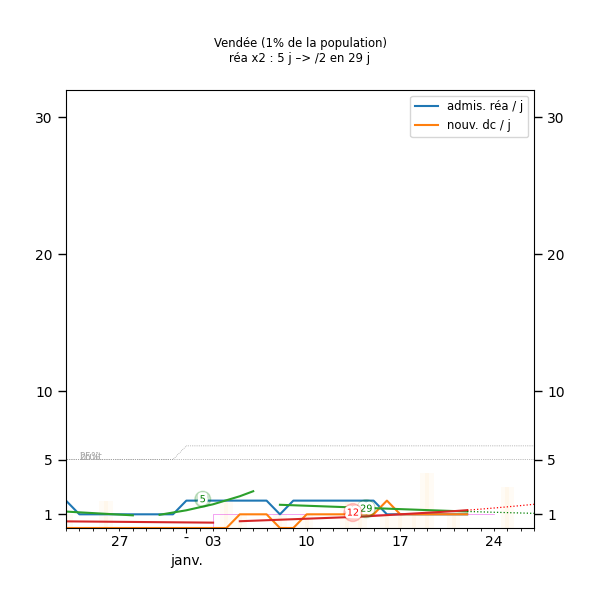 Vendée (1% de la population)
réa x2 : 5 j –> /2 en 29 j
admis. réa / j
nouv. dc / j
30 30
20 20
10 10
5 5
5
29
12
1 1
27 - 03 10 17 24
janv.